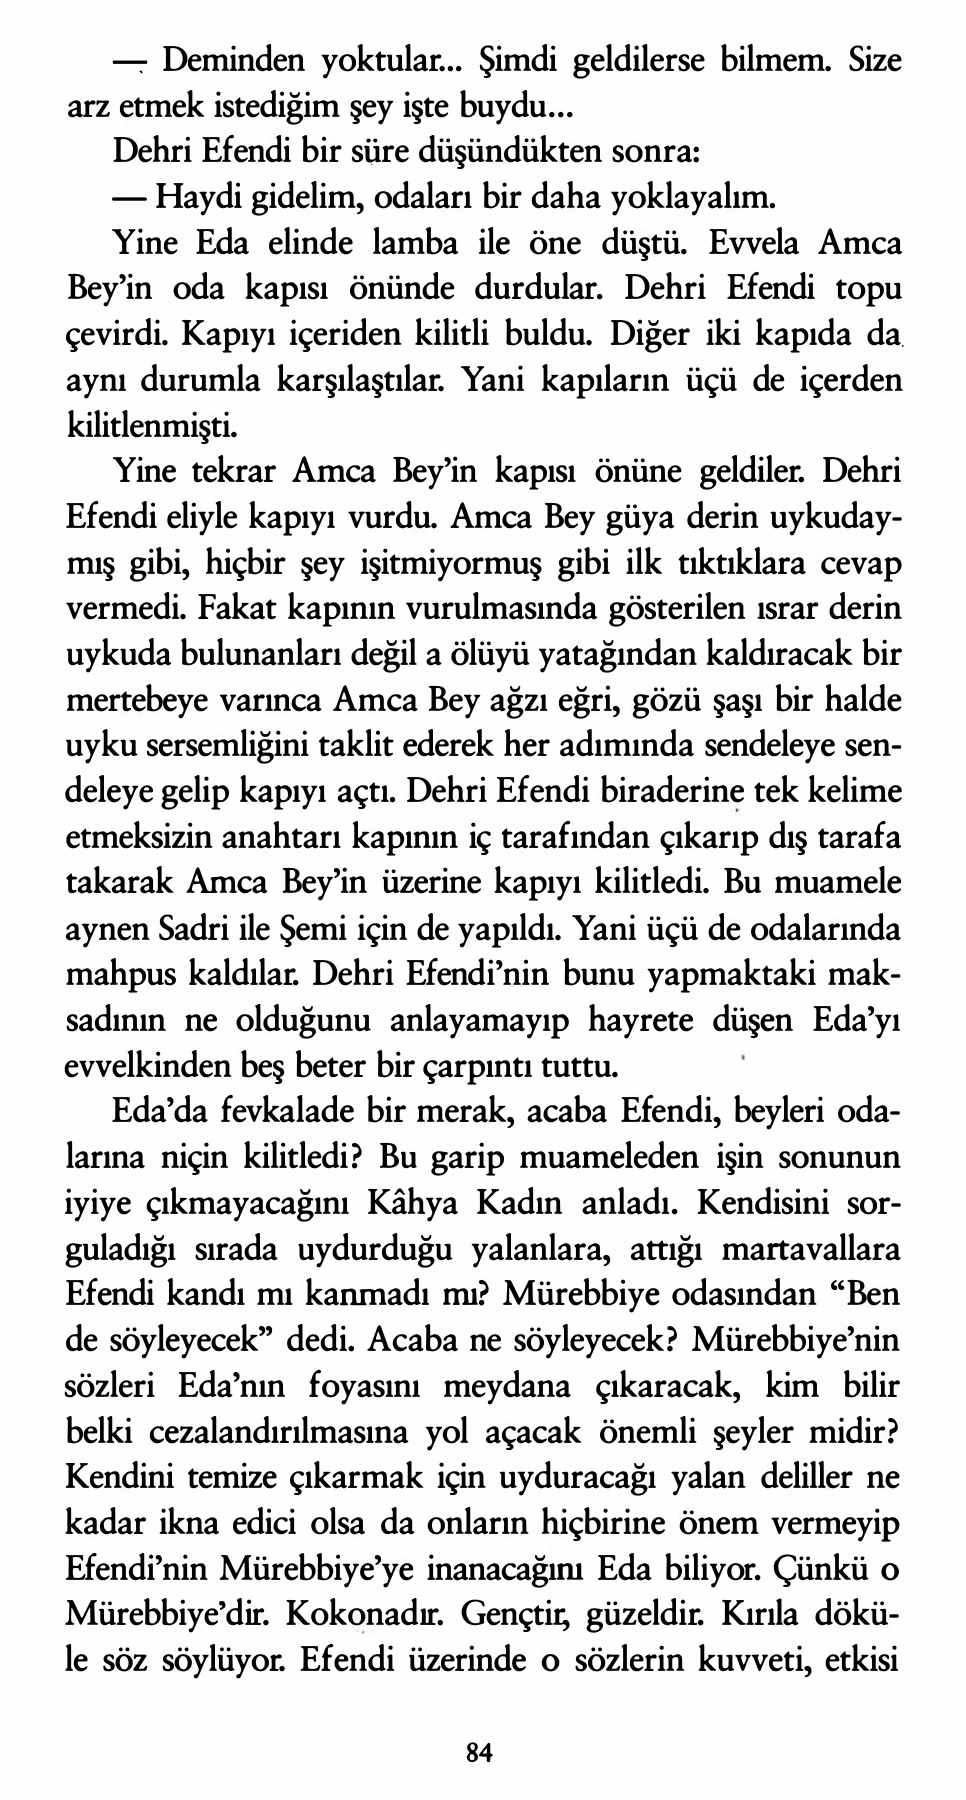 — Deminden yoktular... Şimdi geldilerse bilmem. Size
arz etmek istediğim şey işte buydu...
Dehri Efendi bir süre düşündükten sonra:
— Haydi gidelim, odaları bir daha yoklayalım.
Yine Eda elinde lamba ile öne düştü. Evvela Amca
Bey’in oda kapısı önünde durdular. Dehri Efendi topu
çevirdi. Kapıyı içeriden kilitli buldu. Diğer iki kapıda da
aynı durumla karşılaştılar. Yani kapıların üçü de içerden
kilitlenmişti.
Yine tekrar Amca Bey’in kapısı önüne geldiler. Dehri
Efendi eliyle kapıyı vurdu. Amca Bey güya derin uykuday-
mış gibi, hiçbir şey işitmiyormuş gibi ilk tıktıklara cevap
vermedi. Fakat kapının vurulmasında gösterilen ısrar derin
uykuda bulunanları değil a ölüyü yatağından kaldıracak bir
mertebeye varınca Amca Bey ağzı eğri, gözü şaşı bir halde
uyku sersemliğini taklit ederek her adımında sendeleye sen-
deleye gelip kapıyı açtı. Dehri Efendi biraderine tek kelime
etmeksizin anahtarı kapının iç tarafından çıkarıp dış tarafa
takarak Amca Bey’in üzerine kapıyı kilitledi. Bu muamele
aynen Sadri ile Şemi için de yapıldı. Yani üçü de odalarında
mahpus kaldılar. Dehri Efendi’nin bunu yapmaktaki mak-
sadının ne olduğunu anlayamayıp hayrete düşen Eda’yı
evvelkinden beş beter bir çarpıntı tuttu.
Eda’da fevkalade bir merak, acaba Efendi, beyleri oda-
larına niçin kilitledi? Bu garip muameleden işin sonunun
iyiye çıkmayacağını Kâhya Kadın anladı. Kendisini sor-
guladığı sırada uydurduğu yalanlara, attığı martavallara
Efendi kandı mı kanmadı mı? Mürebbiye odasından “Ben
de söyleyecek” dedi. Acaba ne söyleyecek? Mürebbiye’nin
sözleri Eda’nın foyasını meydana çıkaracak, kim bilir
belki cezalandırılmasına yol açacak önemli şeyler midir?
Kendini temize çıkarmak için uyduracağı yalan deliller ne
kadar ikna edici olsa da onların hiçbirine önem vermeyip
Efendi’nin Mürebbiye’ye inanacağını Eda biliyor. Çünkü o
Mürebbiye’dir. Kokonadır. Gençtir, güzeldir. Kırıla dökü-
le söz söylüyor. Efendi üzerinde o sözlerin kuvveti, etkisi
84